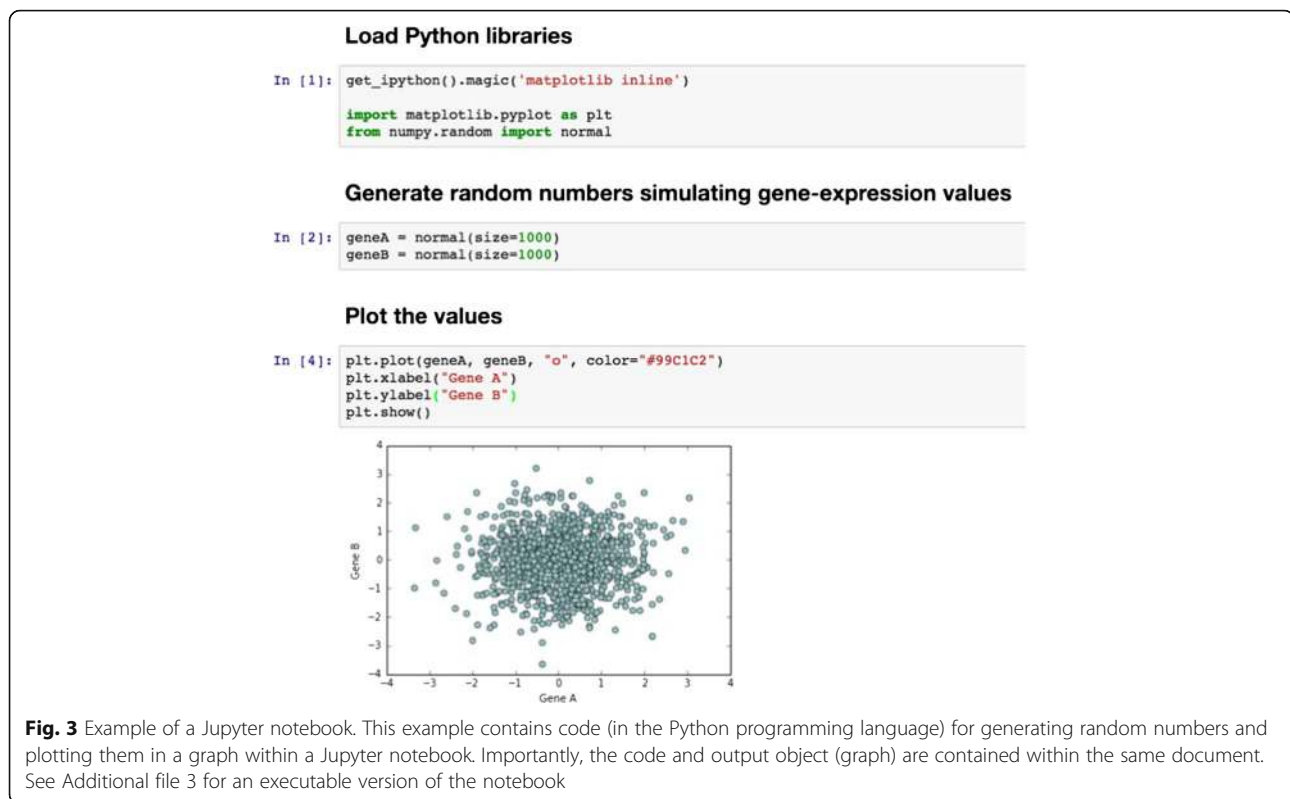 Load Python libraries
In [1]: get_ipython().magic('matplotlib inline')
import matplotlib.pyplot as plt
from numpy.random import normal
Generate random numbers simulating gene-expression values
In [2]: geneA = normal(size=1000)
geneB = normal(size=1000)
Plot the values
In [4]: plt.plot(geneA, geneB, "o", color="#99C1C2")
plt.xlabel("Gene A")
plt.ylabel("Gene B")
plt.show()
4
3
2
1
0
−1
−2
−3
−4
Gene B
−4 −3 −2 −1 0 1 2 3 4
Gene A
Fig. 3 Example of a Jupyter notebook. This example contains code (in the Python programming language) for generating random numbers and
plotting them in a graph within a Jupyter notebook. Importantly, the code and output object (graph) are contained within the same document.
See Additional file 3 for an executable version of the notebook